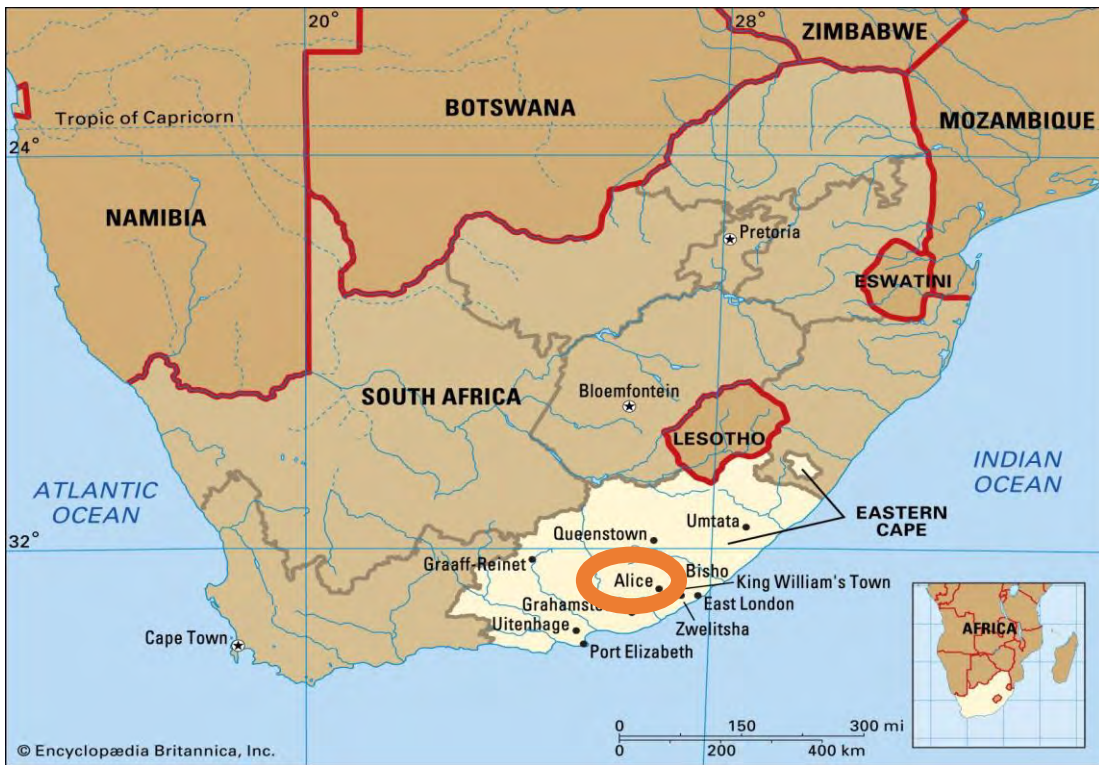 20°
28°
ZIMBABWE
BOTSWANA
MOZAMBIQUE
Tropic of Capricorn
24°
NAMIBIA
Pretoria
ESWATINI
SOUTH AFRICA
Bloemfontein
LESOTHO
ATLANTIC
OCEAN
INDIAN
OCEAN
EASTERN
CAPE
Umtata
Queenstown
32°
Graaff-Reinet
Alice
Bisho
King William's Town
Grahamst
East London
Uitenhage
Zwelitsha
Cape Town
Port Elizabeth
AFRICA
0 150 300 mi
0 200 400 km
© Encyclopædia Britannica, Inc.